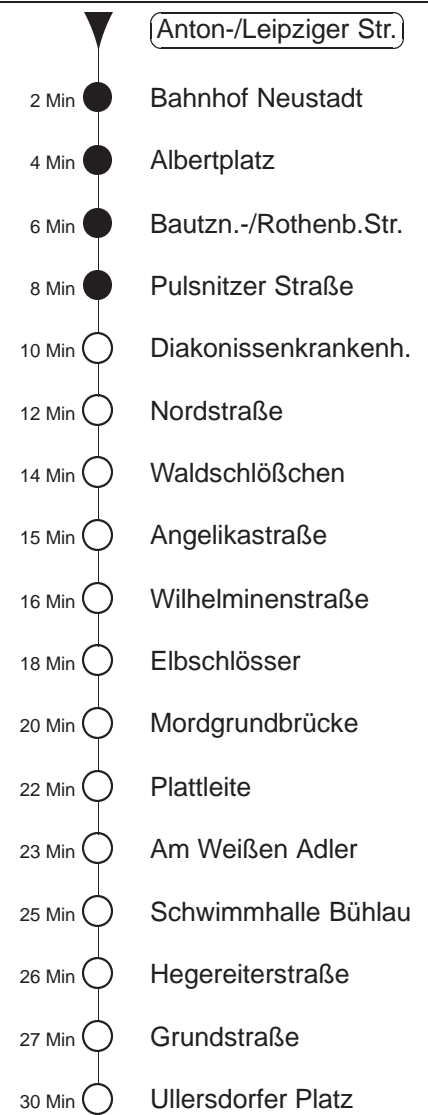 Anton-/Leipziger Str.
2 Min Bahnhof Neustadt
4 Min Albertplatz
6 Min Bautzn.-/Rothenb.Str.
8 Min Pulsnitzer Straße
10 Min Diakonissenkrankenh.
12 Min Nordstraße
14 Min Waldschlößchen
15 Min Angelikastraße
16 Min Wilhelminenstraße
18 Min Elbschlösser
20 Min Mordgrundbrücke
22 Min Plattleite
23 Min Am Weißen Adler
25 Min Schwimmhalle Bühlau
26 Min Hegereiterstraße
27 Min Grundstraße
30 Min Ullersdorfer Platz